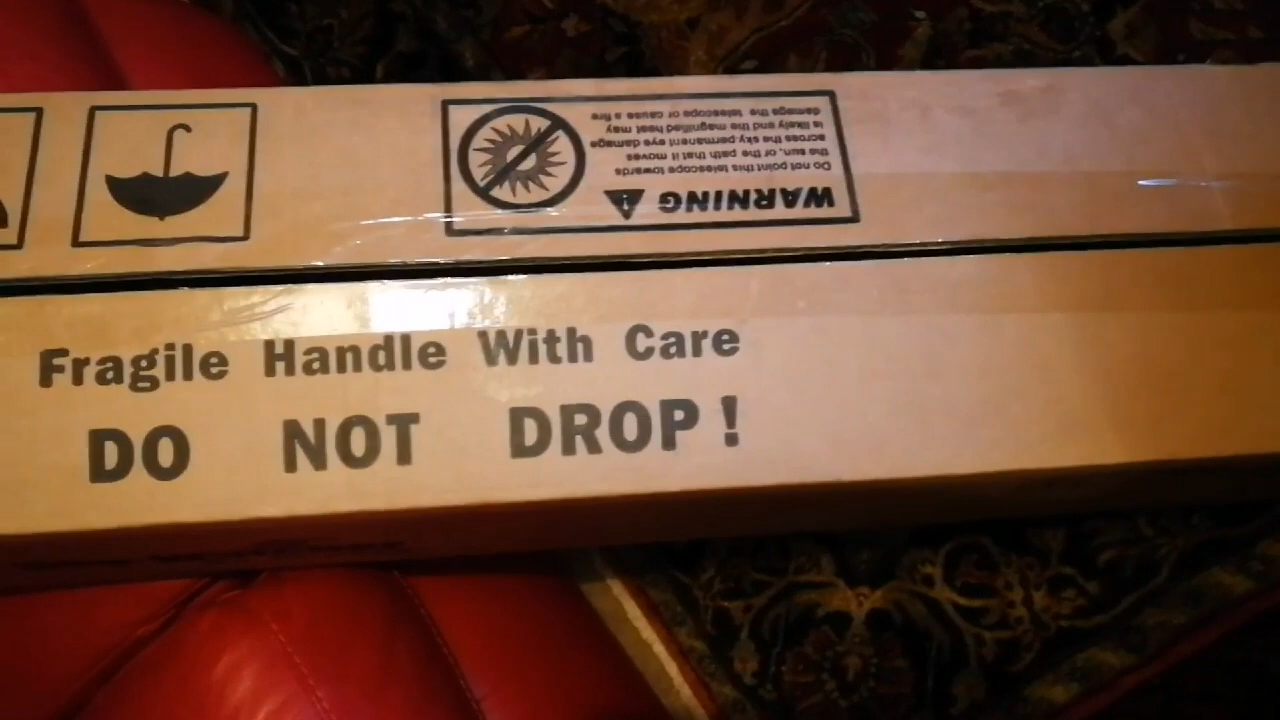 WARNING
Do not point this telescope towards
the sun, or the path that it moves
across the sky.permanent eye damage
is likely and the magnified heat may
damage the telescope or cause a fire
Fragile Handle With Care
DO NOT DROP!